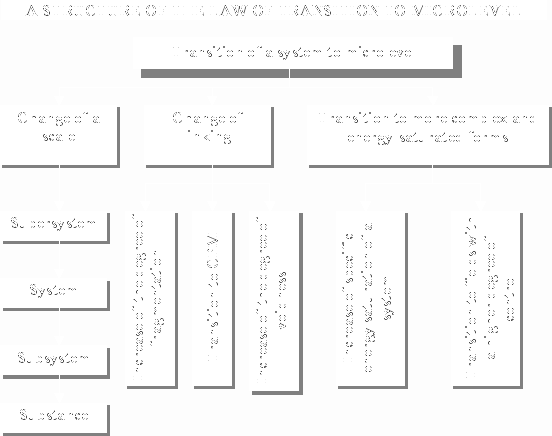 A STRUCTURE OF THE LAW OF TRANSITION TO MICRO LEVEL
Transition of a system to microlevel
Change of a
scale
Change of
linking
Transition to more complex and
energy-saturated forms
Supersystem
System
Subsystem
Substance
Increase of the degree of
fragmentation
Transition to
Increase of the degree of
voidness
Increase of specific
energy saturation of a
system
Transition to fields with
a higher degree of
control